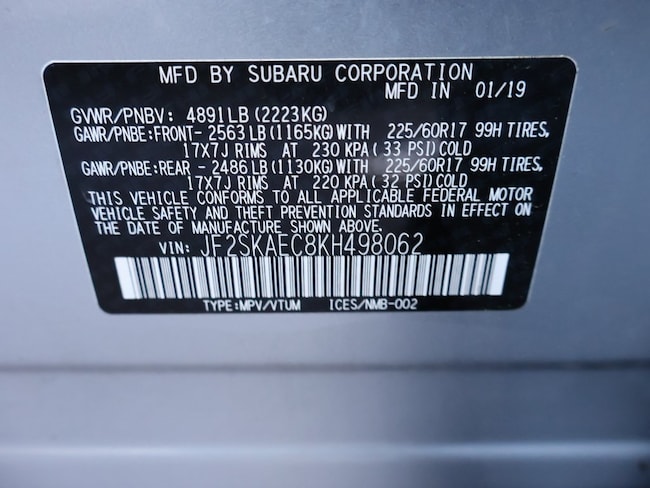 MFD BY SUBARU CORPORATION
MFD IN 01/19
GVWR/PNBV: 4891LB (2223KG)
GAWR/PNBE:FRONT- 2563LB (1165KG) WITH 225/60R17 99H TIRES,
17X7J RIMS AT 230 KPA ( 33 PSI) COLD
GAWR/PNBE:REAR - 2486LB (1130KG) WITH 225/60R17 99H TIRES,
17X7J RIMS AT 220 KPA ( 32 PSI) COLD
THIS VEHICLE CONFORMS TO ALL APPLICABLE FEDERAL MOTOR
VEHICLE SAFETY AND THEFT PREVENTION STANDARDS IN EFFECT ON
THE DATE OF MANUFACTURE SHOWN ABOVE.
VIN: JF2SKAEC8KH498062
TYPE:MPV/VTUM ICES/NMB-002